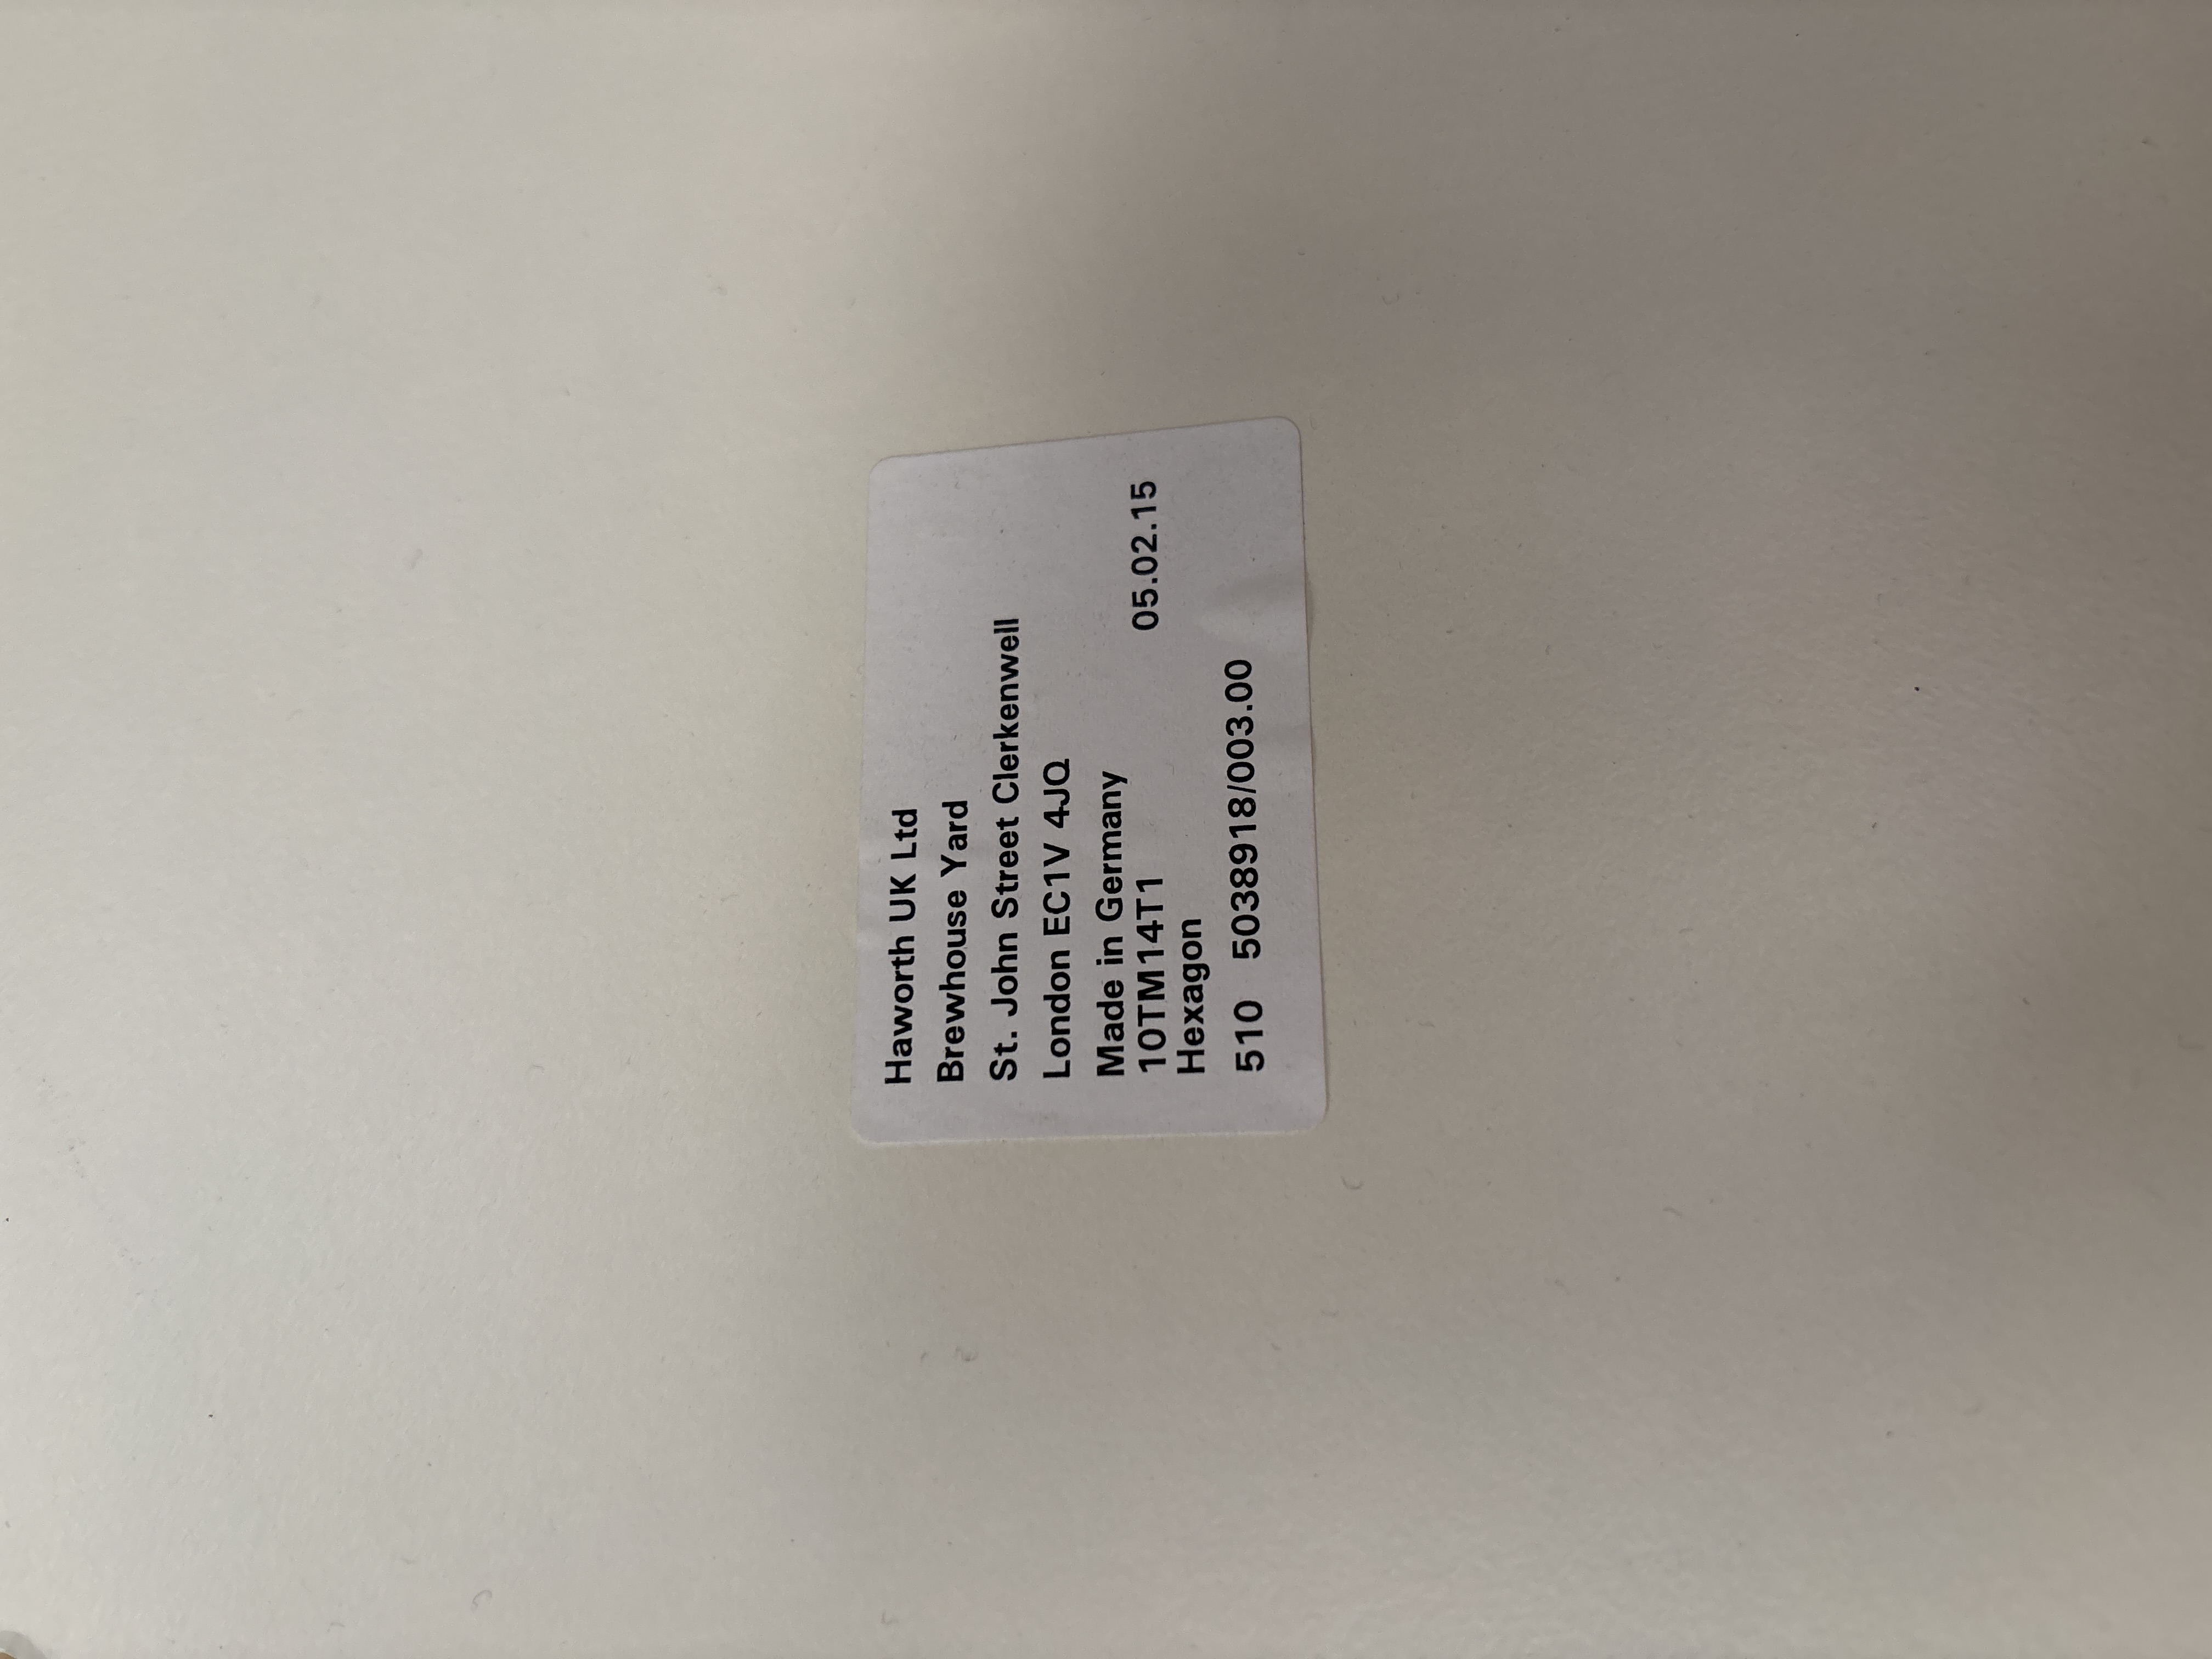 Haworth UK Ltd
Brewhouse Yard
St. John Street Clerkenwell
London EC1V 4JQ
Made in Germany
10TM14T1 05.02.15
Hexagon
510 5038918/003.00